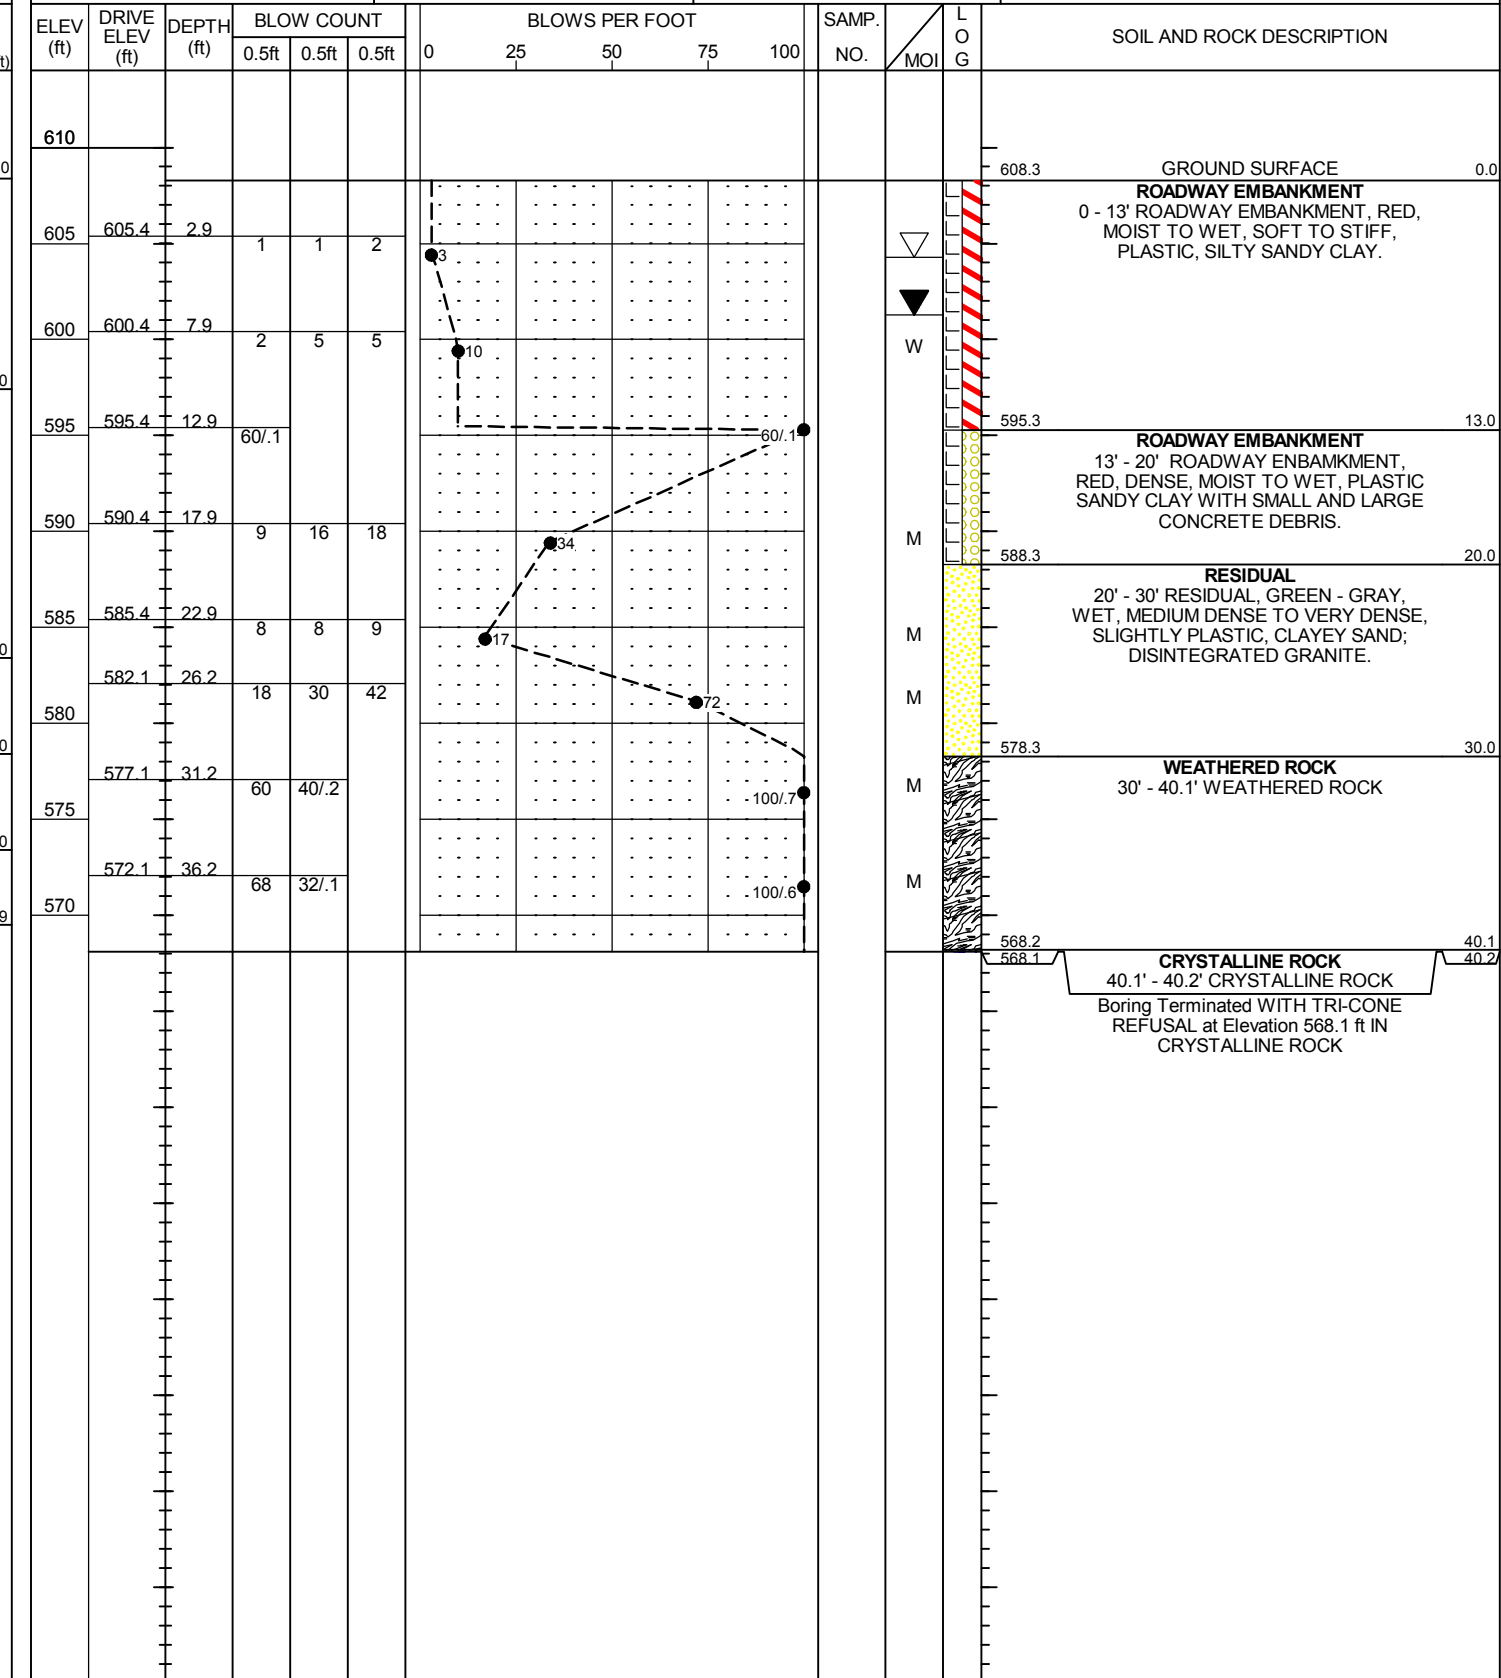 ELEV (ft) DRIVE ELEV (ft) DEPTH (ft) BLOW COUNT BLOWS PER FOOT SAMP. NO. MOI L O G SOIL AND ROCK DESCRIPTION
0.5ft 0.5ft 0.5ft 0 25 50 75 100
t)
610
0
608.3 GROUND SURFACE 0.0
ROADWAY EMBANKMENT
0 - 13' ROADWAY EMBANKMENT, RED,
MOIST TO WET, SOFT TO STIFF,
PLASTIC, SILTY SANDY CLAY.
605 605.4 2.9
1 1 2 3
600 600.4 7.9
2 5 5 10 W
0
595 595.4 12.9 595.3 13.0
60/.1 60/.1
ROADWAY EMBANKMENT
13' - 20' ROADWAY ENBAMKMENT,
RED, DENSE, MOIST TO WET, PLASTIC
SANDY CLAY WITH SMALL AND LARGE
CONCRETE DEBRIS.
590 590.4 17.9
9 16 18 34 M
588.3 20.0
RESIDUAL
20' - 30' RESIDUAL, GREEN - GRAY,
WET, MEDIUM DENSE TO VERY DENSE,
SLIGHTLY PLASTIC, CLAYEY SAND;
DISINTEGRATED GRANITE.
585 585.4 22.9
8 8 9 17 M
0
582.1 26.2
18 30 42 72 M
580
0
578.3 30.0
WEATHERED ROCK
30' - 40.1' WEATHERED ROCK
577.1 31.2
60 40/.2 100/.7 M
575
0
572.1 36.2
68 32/.1 100/.6 M
570
9
568.2 40.1
568.1 40.2
CRYSTALLINE ROCK
40.1' - 40.2' CRYSTALLINE ROCK
Boring Terminated WITH TRI-CONE
REFUSAL at Elevation 568.1 ft IN
CRYSTALLINE ROCK